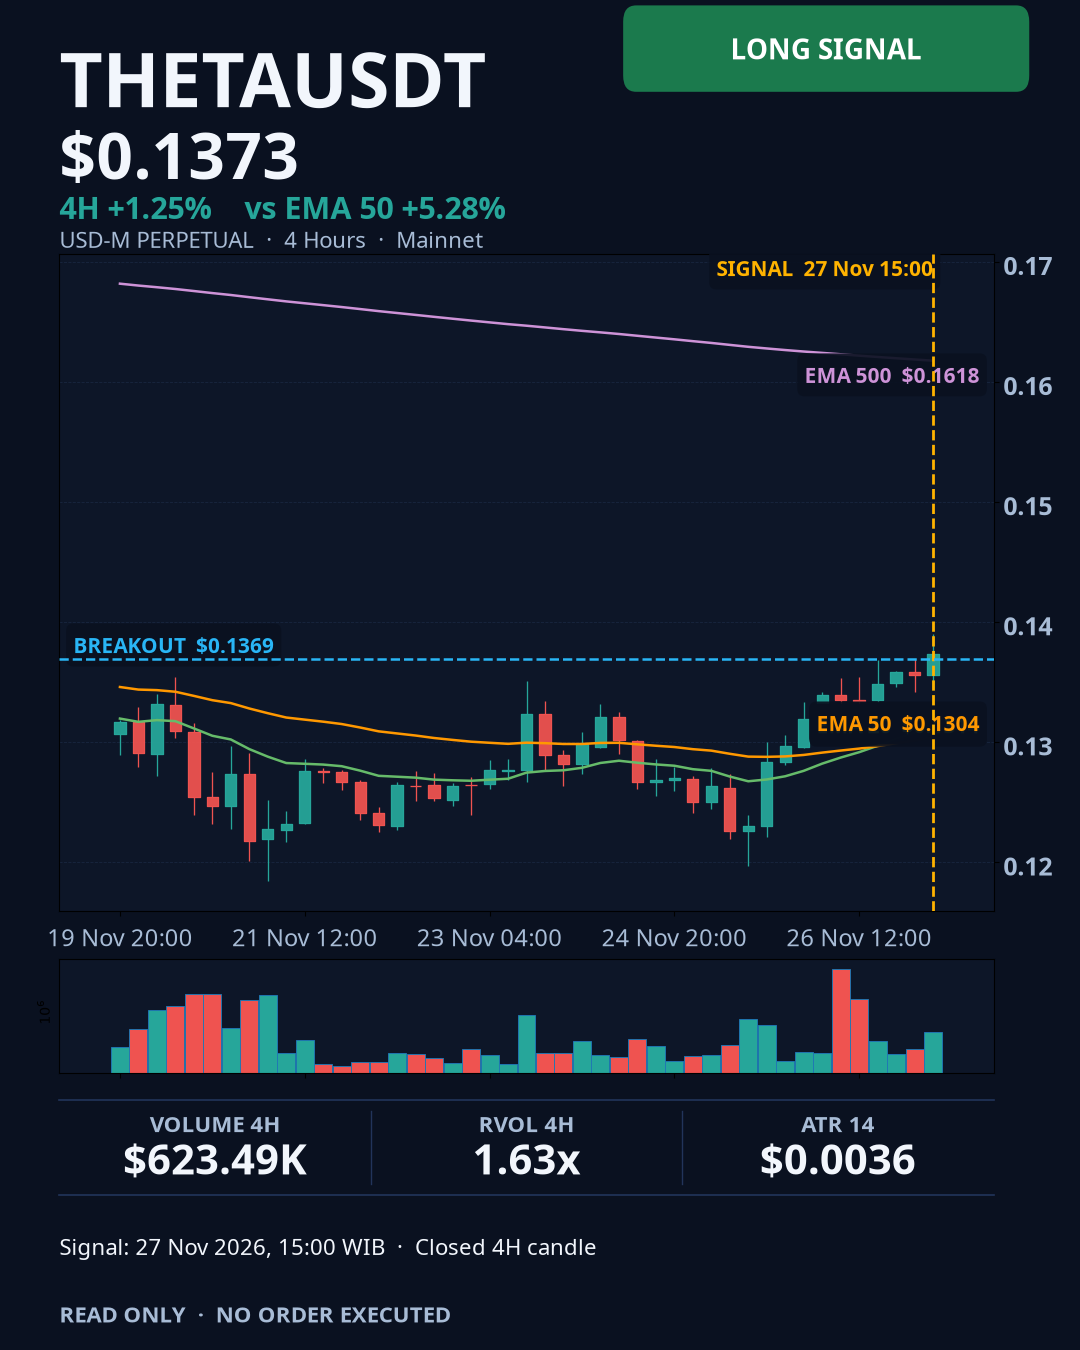 LONG SIGNAL
THETAUSDT
$0.1373
4H +1.25% vs EMA 50 +5.28%
USD-M PERPETUAL · 4 Hours · Mainnet
SIGNAL 27 Nov 15:00
0.17
EMA 500 $0.1618
0.16
0.15
0.14
BREAKOUT $0.1369
EMA 50 $0.1304
0.13
0.12
19 Nov 20:00 21 Nov 12:00 23 Nov 04:00 24 Nov 20:00 26 Nov 12:00
10⁶
VOLUME 4H RVOL 4H ATR 14
$623.49K 1.63x $0.0036
Signal: 27 Nov 2026, 15:00 WIB · Closed 4H candle
READ ONLY · NO ORDER EXECUTED